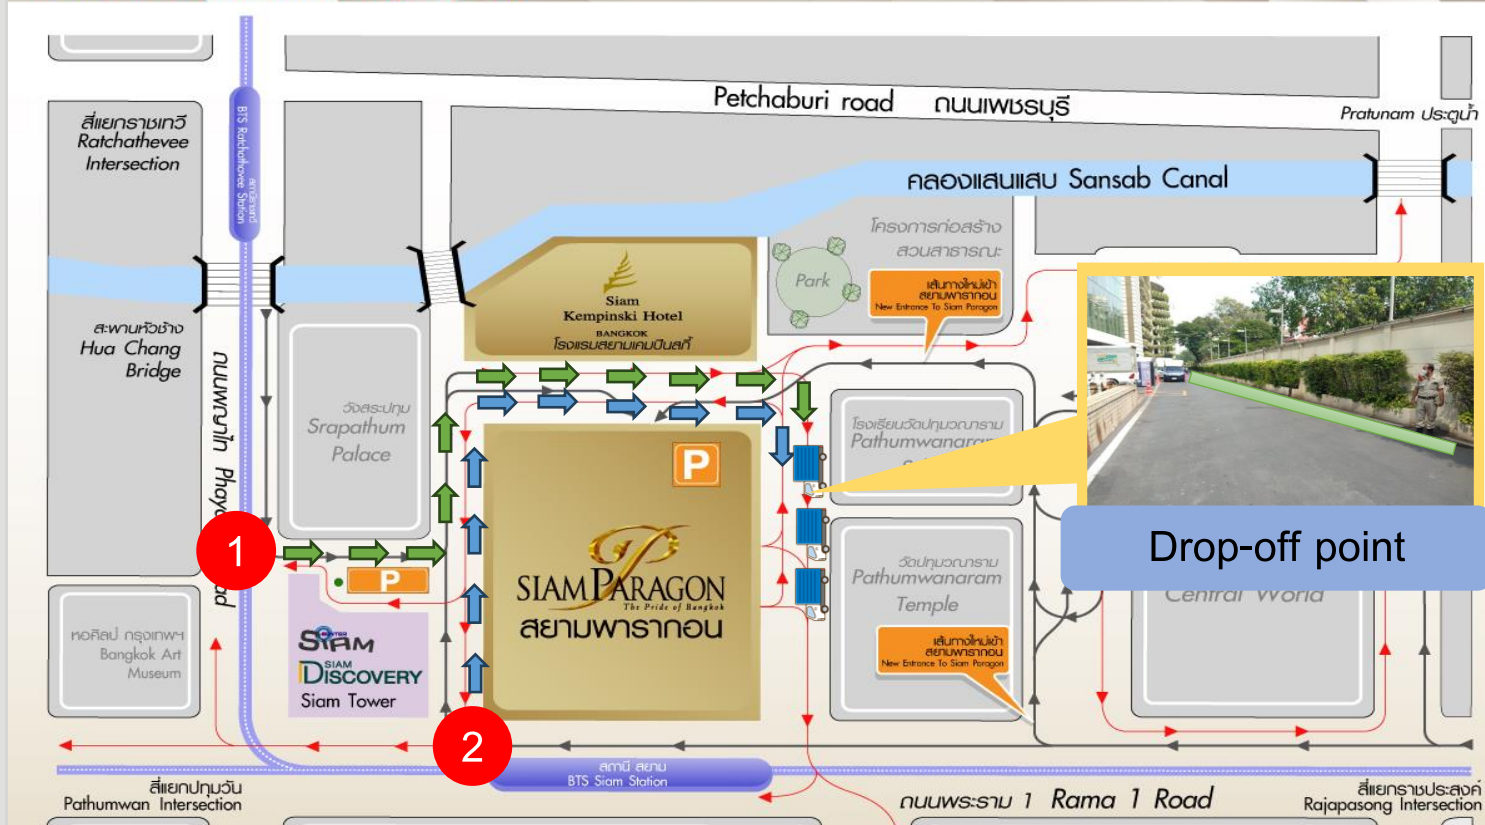 Petchaburi road ถนนเพชรบุรี
Pratunam ประตูน้ำ
สี่แยกราชเทวี
Ratchathevee
Intersection
BTS Ratchathavee Station
สถานีราชเทวี
คลองแสนแสบ Sansab Canal
โครงการก่อสร้าง
สวนสาธารณะ
Park
เส้นทางใหม่เข้า
สยามพารากอน
New Entrance To Siam Paragon
Siam
Kempinski Hotel
BANGKOK
โรงแรมสยามเคมปินสกี้
สะพานหัวช้าง
Hua Chang
Bridge
ถนนพญาไท
วังสระปทุม
Srapathum
Palace
P
โรงเรียนวัดปทุมวนาราม
1
P
SIAM PARAGON
The Pride of Bangkok
สยามพารากอน
Drop-off point
วัดปทุมวนาราม
Pathumwanaram
Temple
Central World
หอศิลป์ กรุงเทพฯ
Bangkok Art
Museum
SIAM
SIAM
DISCOVERY
Siam Tower
เส้นทางใหม่เข้า
สยามพารากอน
New Entrance To Siam Paragon
2
สถานี สยาม
BTS Siam Station
สี่แยกปทุมวัน
Pathumwan Intersection
ถนนพระราม 1 Rama 1 Road
สี่แยกราชประสงค์
Rajapasong Intersection